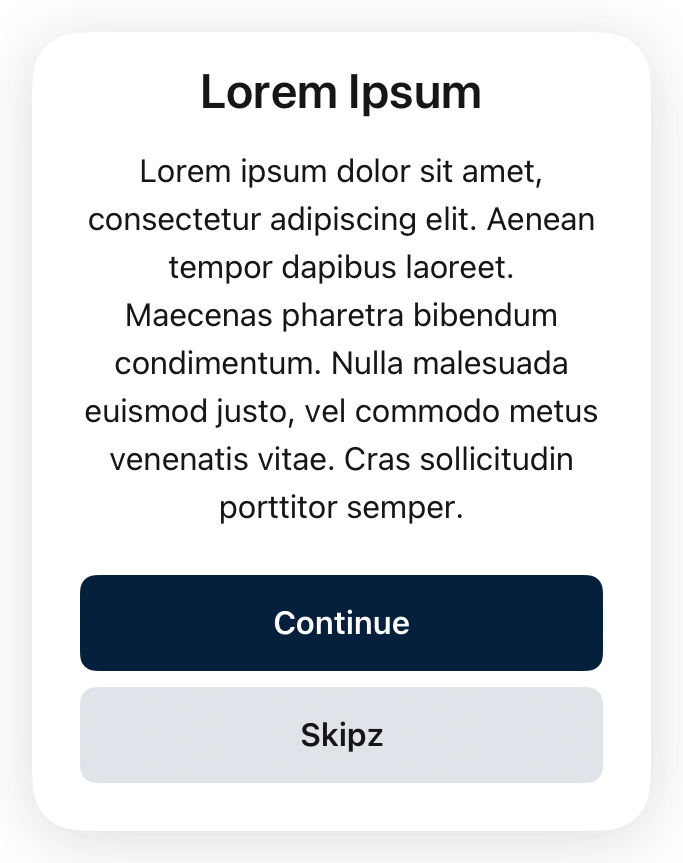 Lorem Ipsum
Lorem ipsum dolor sit amet,
consectetur adipiscing elit. Aenean
tempor dapibus laoreet.
Maecenas pharetra bibendum
condimentum. Nulla malesuada
euismod justo, vel commodo metus
venenatis vitae. Cras sollicitudin
porttitor semper.
Continue
Skipz